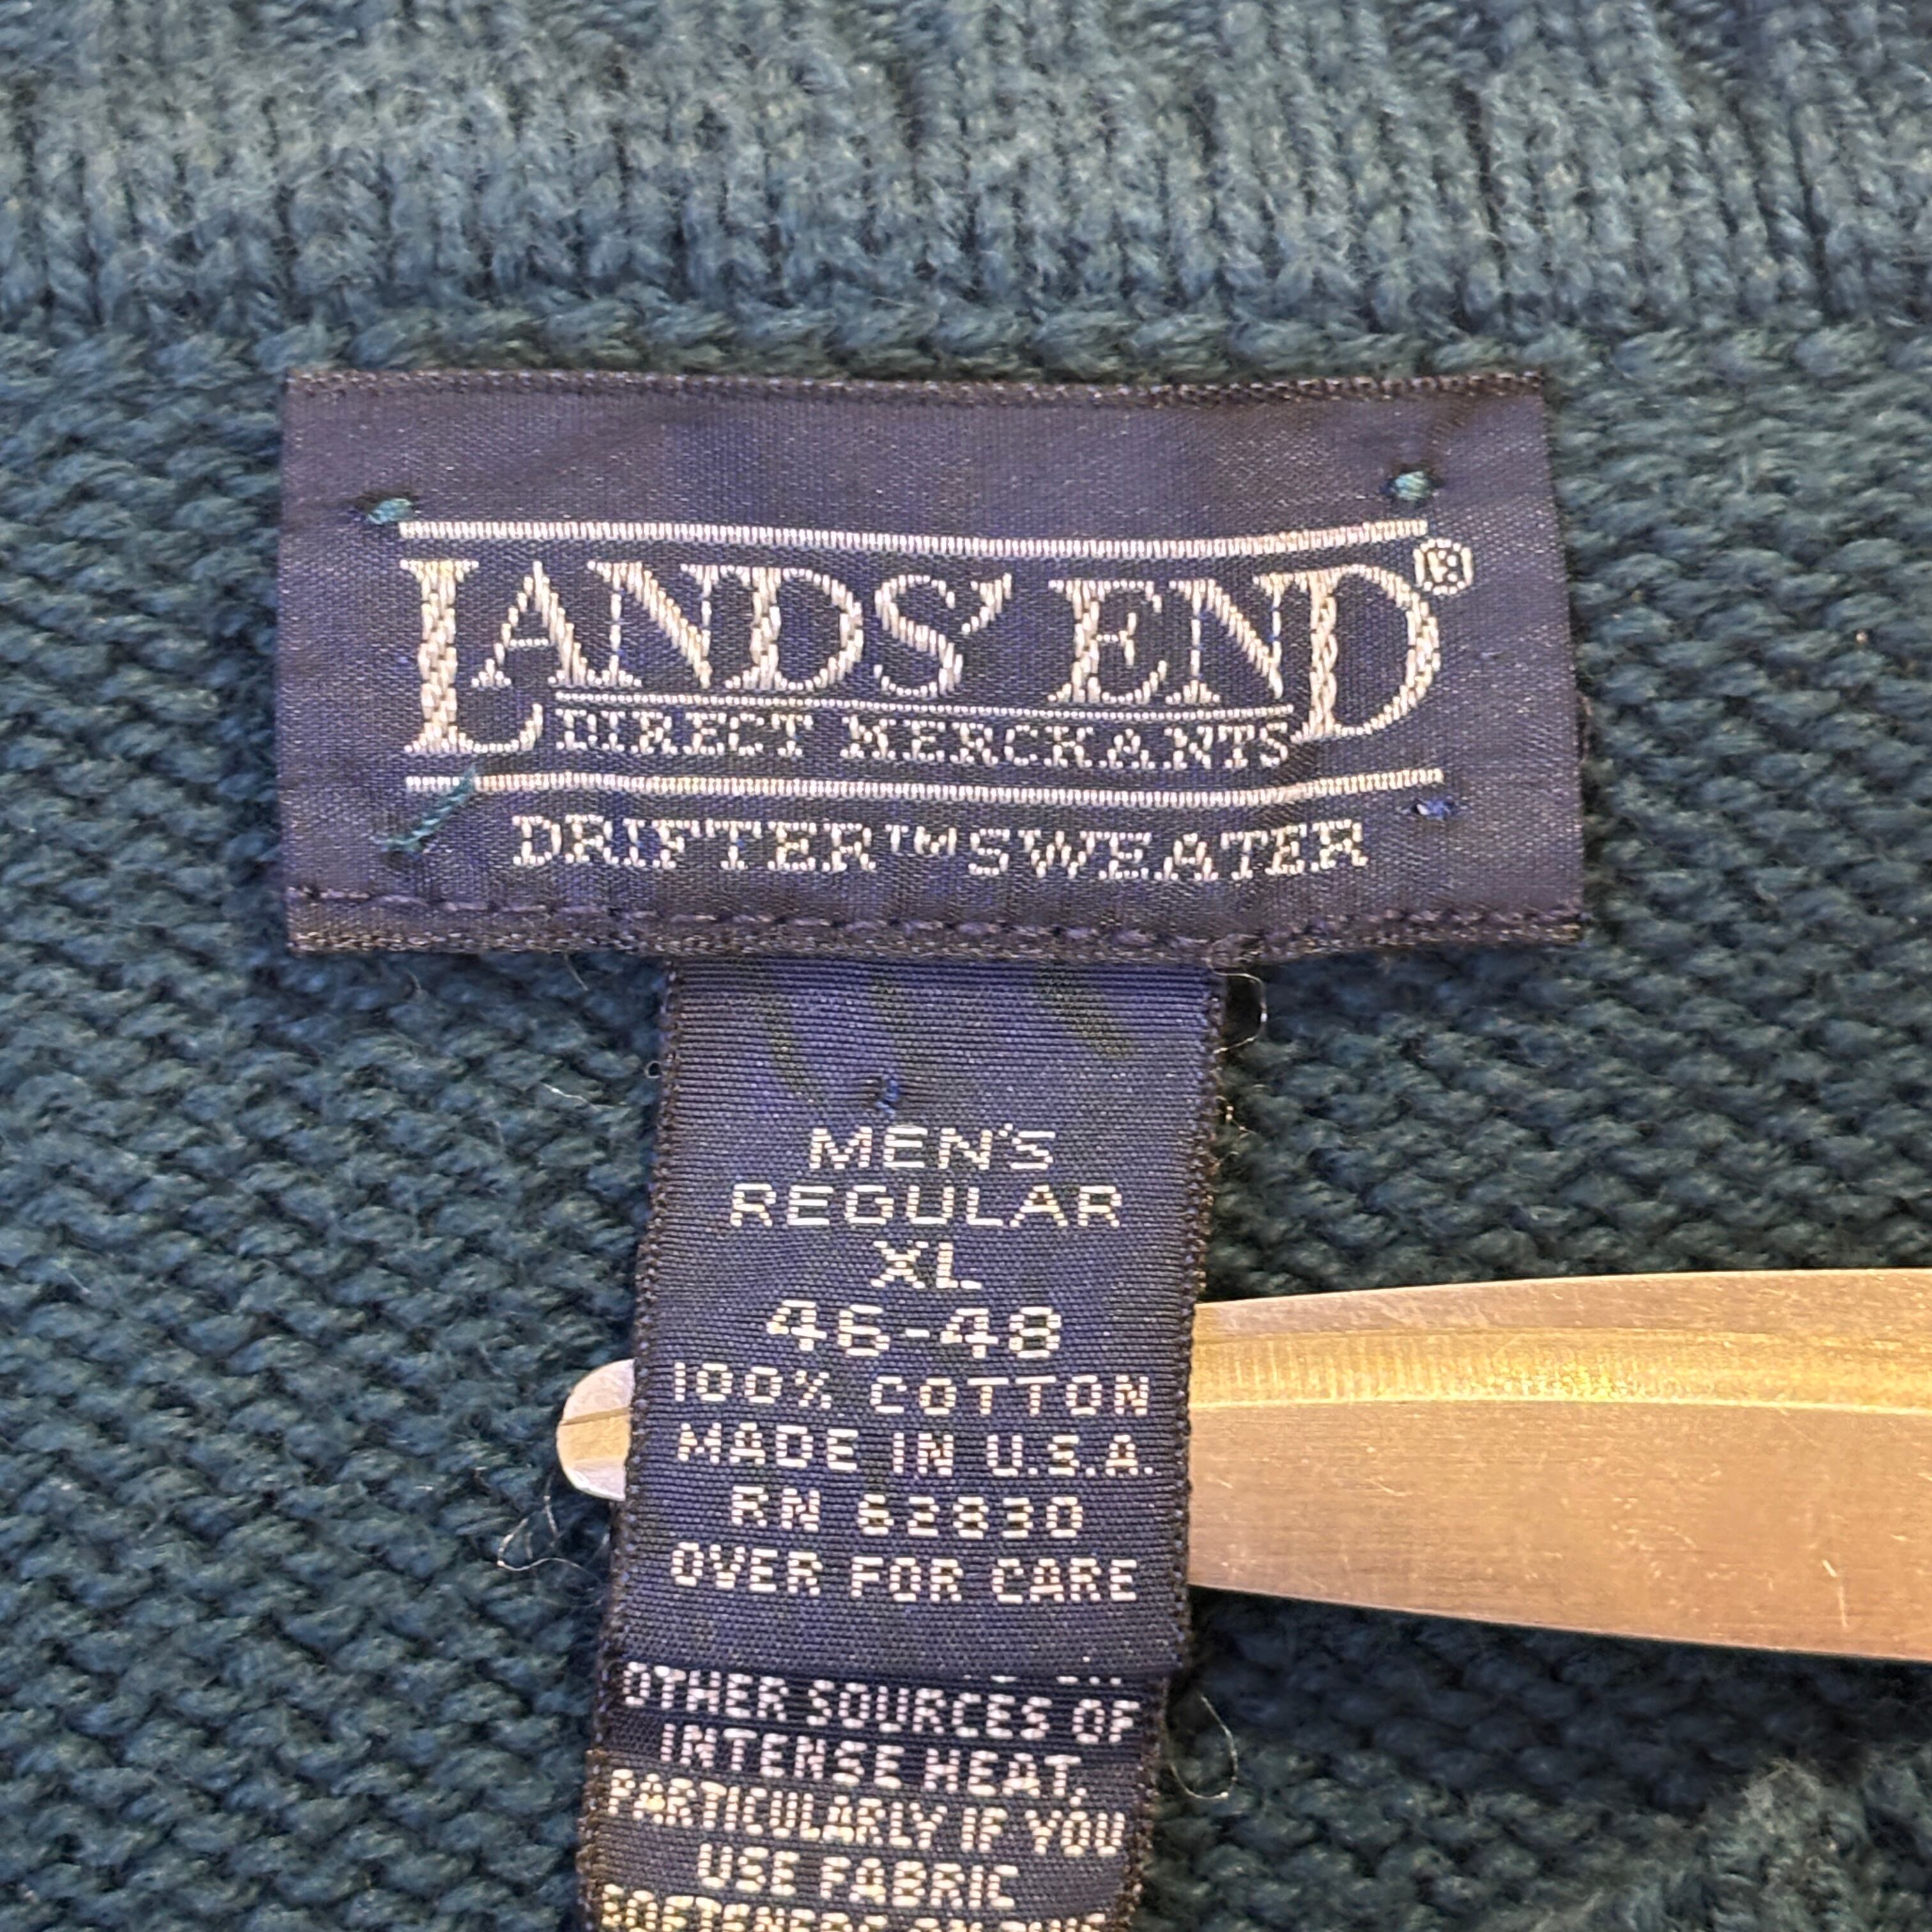 LANDS' END®
DIRECT MERCHANTS
DRIFTER™ SWEATER
MEN'S
REGULAR
XL
46-48
100% COTTON
MADE IN U.S.A.
RN 62830
OVER FOR CARE
OTHER SOURCES OF
INTENSE HEAT,
PARTICULARLY IF YOU
USE FABRIC